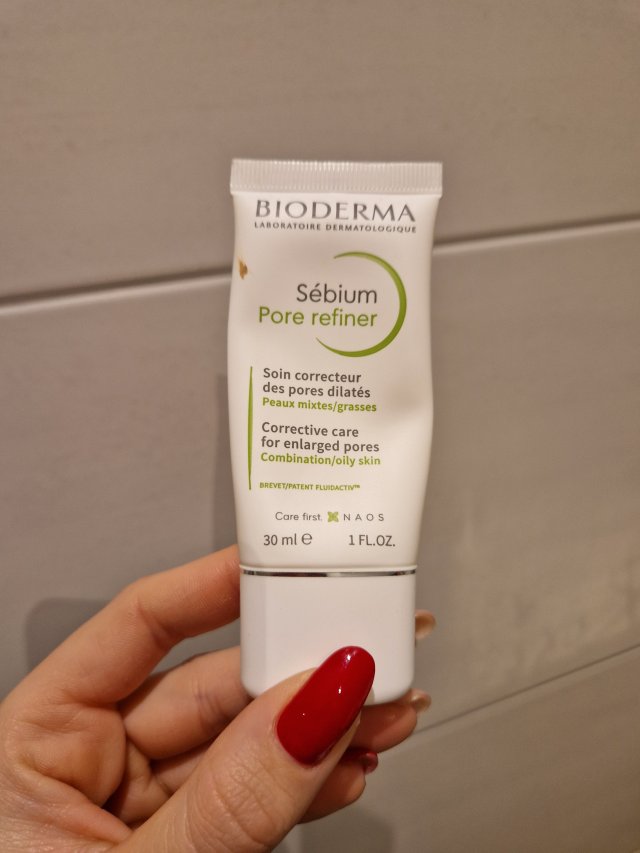 BIODERMA
LABORATOIRE DERMATOLOGIQUE
Sébium
Pore refiner
Soin correcteur
des pores dilatés
Peaux mixtes/grasses
Corrective care
for enlarged pores
Combination/oily skin
BREVET/PATENT FLUIDACTIV™
Care first. NAOS
30 ml ℮ 1 FL.OZ.